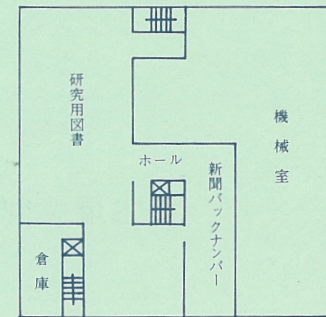 研究用図書
ホール
機械室
新聞バックナンバー
倉庫